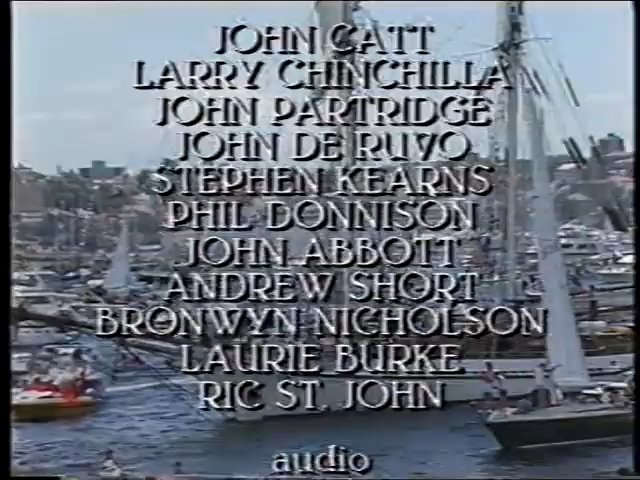 JOHN CATT
LARRY CHINCHILLA
JOHN PARTRIDGE
JOHN DE RUVO
STEPHEN KEARNS
PHIL DONNISON
JOHN ABBOTT
ANDREW SHORT
BRONWYN NICHOLSON
LAURIE BURKE
RIC ST. JOHN
audio